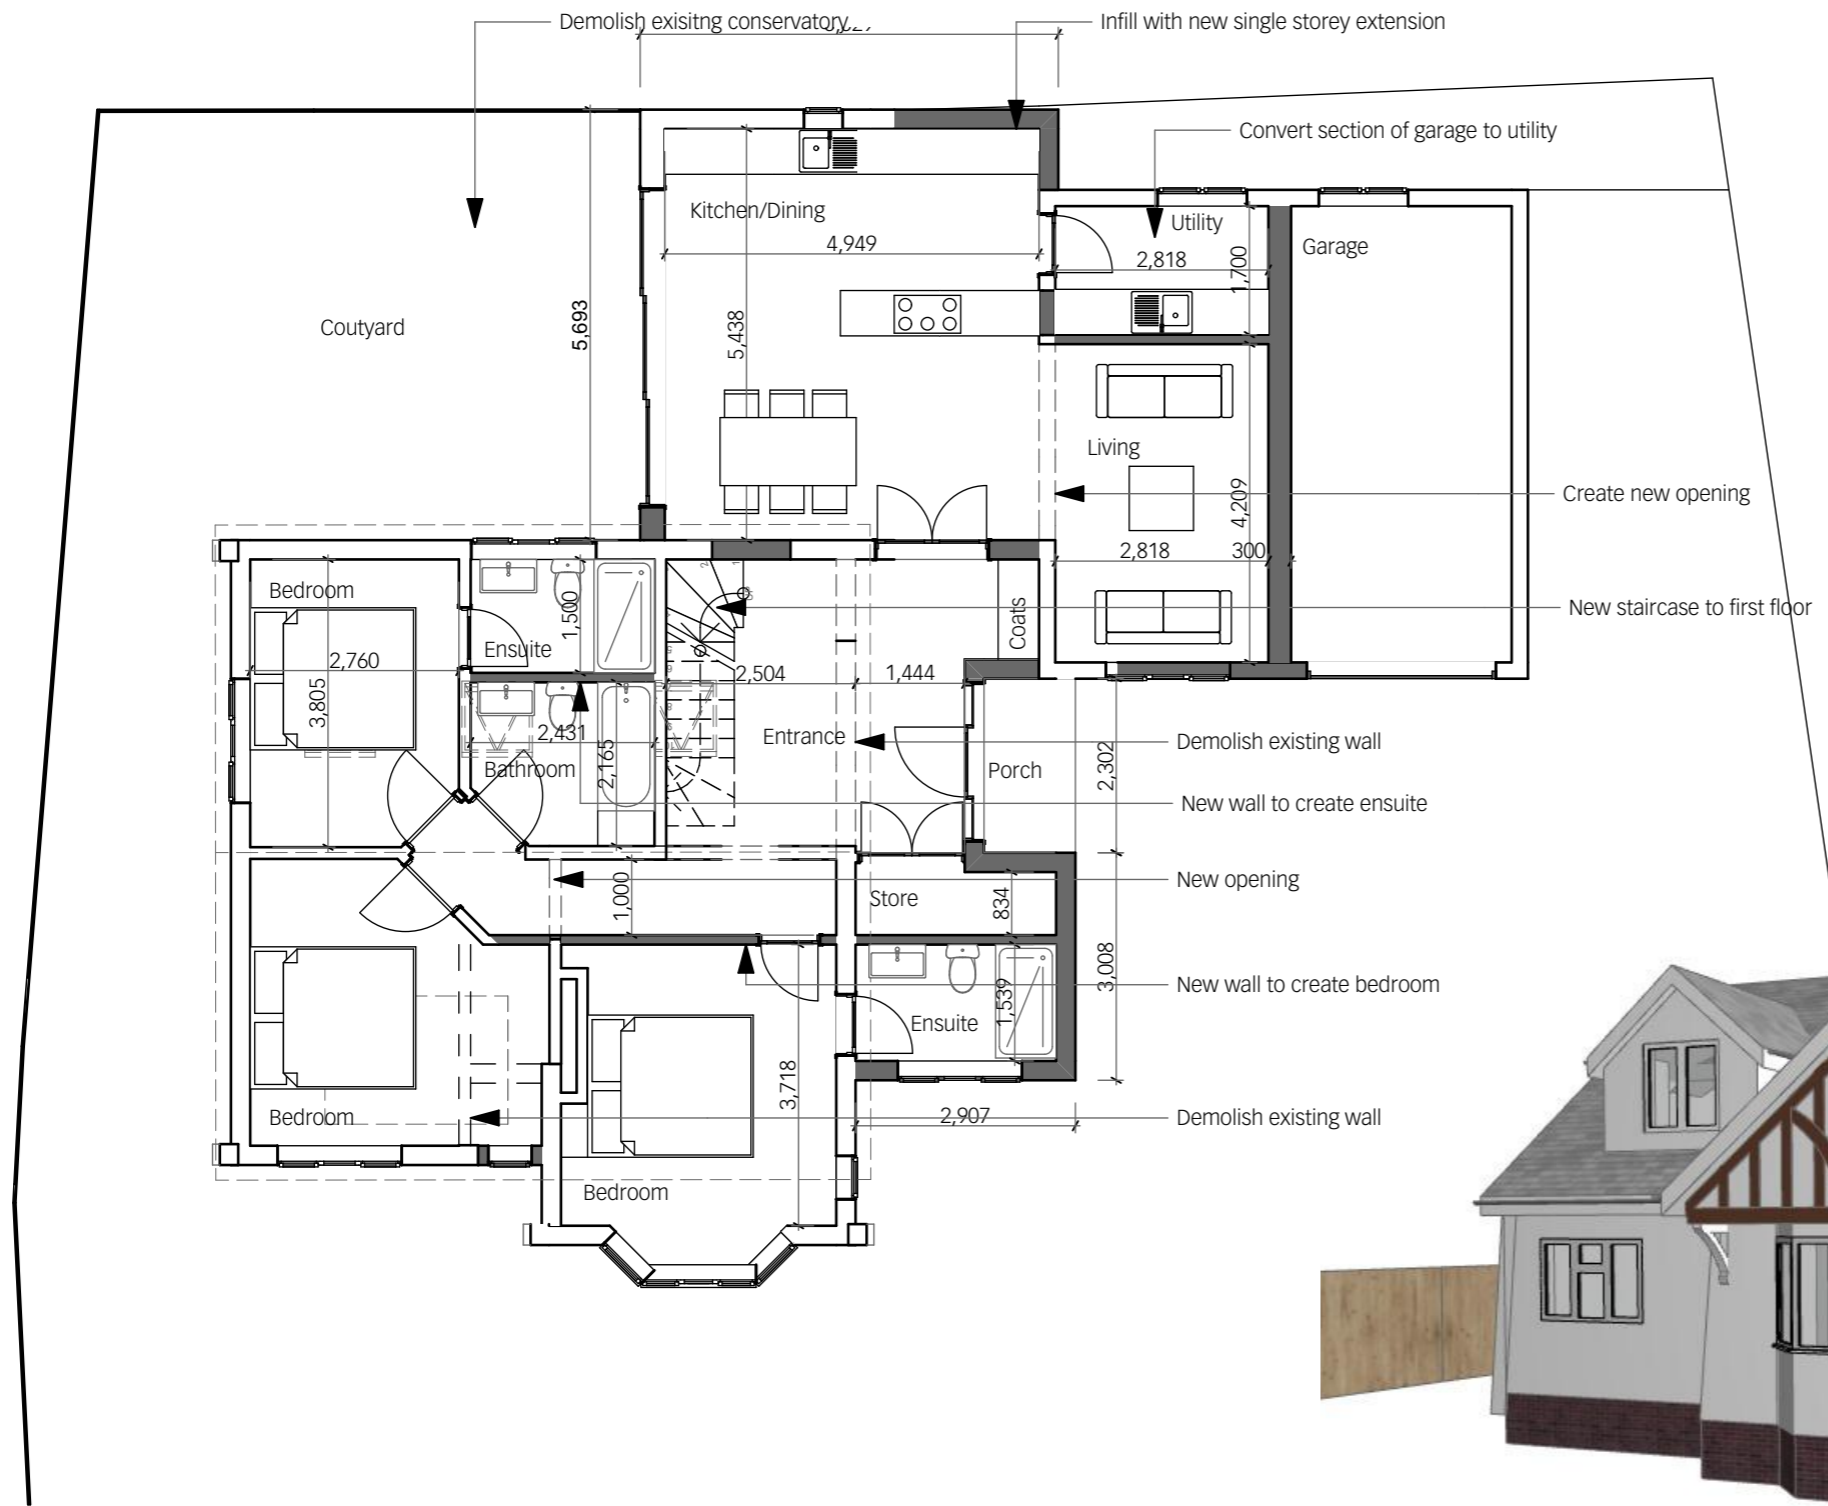 Demolish exisitng conservatory
Infill with new single storey extension
Convert section of garage to utility
Kitchen/Dining
4,949
Utility
2,818
1,700
Garage
Coutyard
5,693
5,438
Living
4,209
Create new opening
2,818
300
Bedroom
1,500
Ensuite
Coats
New staircase to first floor
2,760
3,805
2,504
1,444
2,431
2,165
Bathroom
Entrance
Porch
2,302
Demolish existing wall
New wall to create ensuite
1,000
Store
834
New opening
3,008
New wall to create bedroom
1,539
Ensuite
3,718
Bedroom
2,907
Demolish existing wall
Bedroom